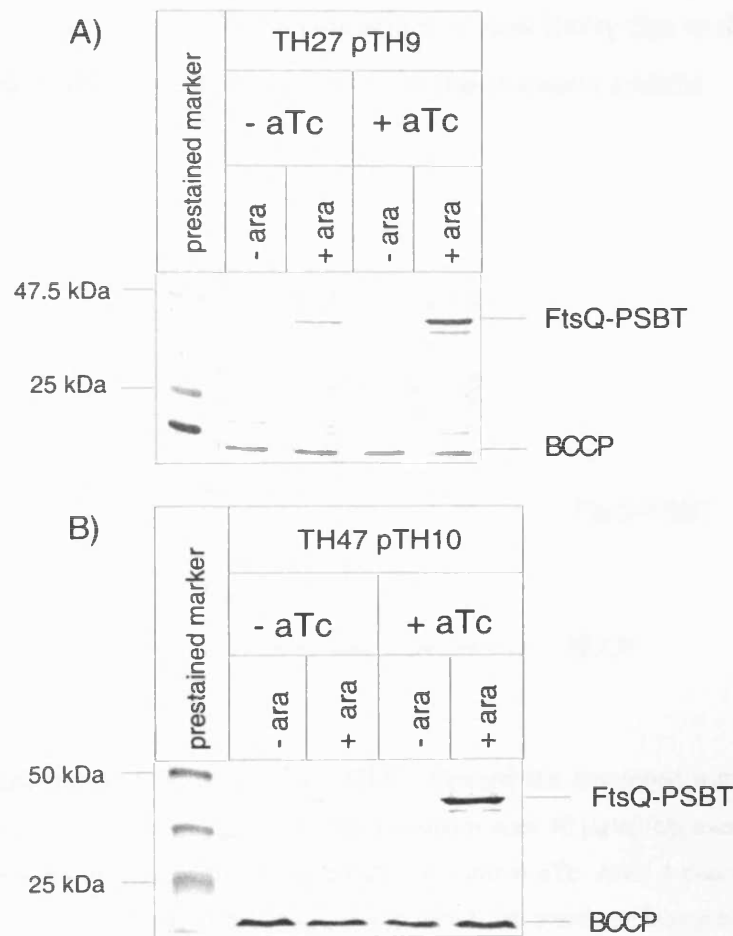 A)
TH27 pTH9
prestained marker
- aTc
+ aTc
- ara
+ ara
- ara
+ ara
47.5 kDa
FtsQ-PSBT
25 kDa
BCCP
B)
TH47 pTH10
prestained marker
- aTc
+ aTc
- ara
+ ara
- ara
+ ara
50 kDa
FtsQ-PSBT
25 kDa
BCCP